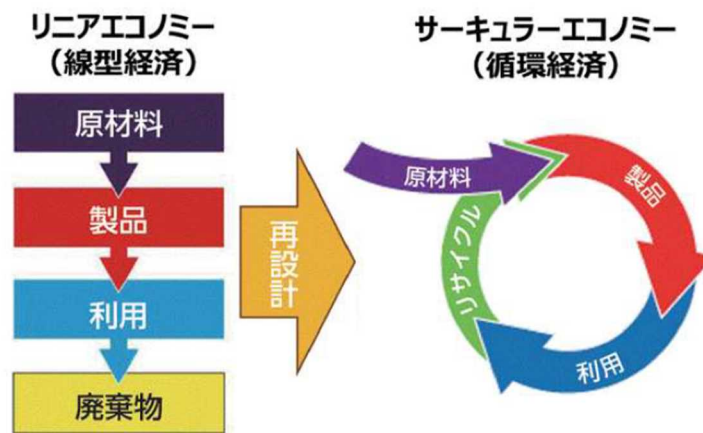 リニアエコノミー
（線型経済）
原材料
製品
利用
廃棄物
再設計
サーキュラーエコノミー
（循環経済）
原材料
製品
利用
リサイクル